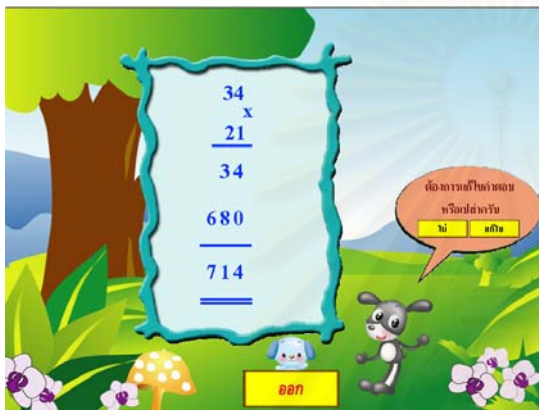 34
x
21
34
680
714
ต้องการแก้ไขคำตอบ
หรือเปล่าครับ
ไม่ แก้ไข
ออก